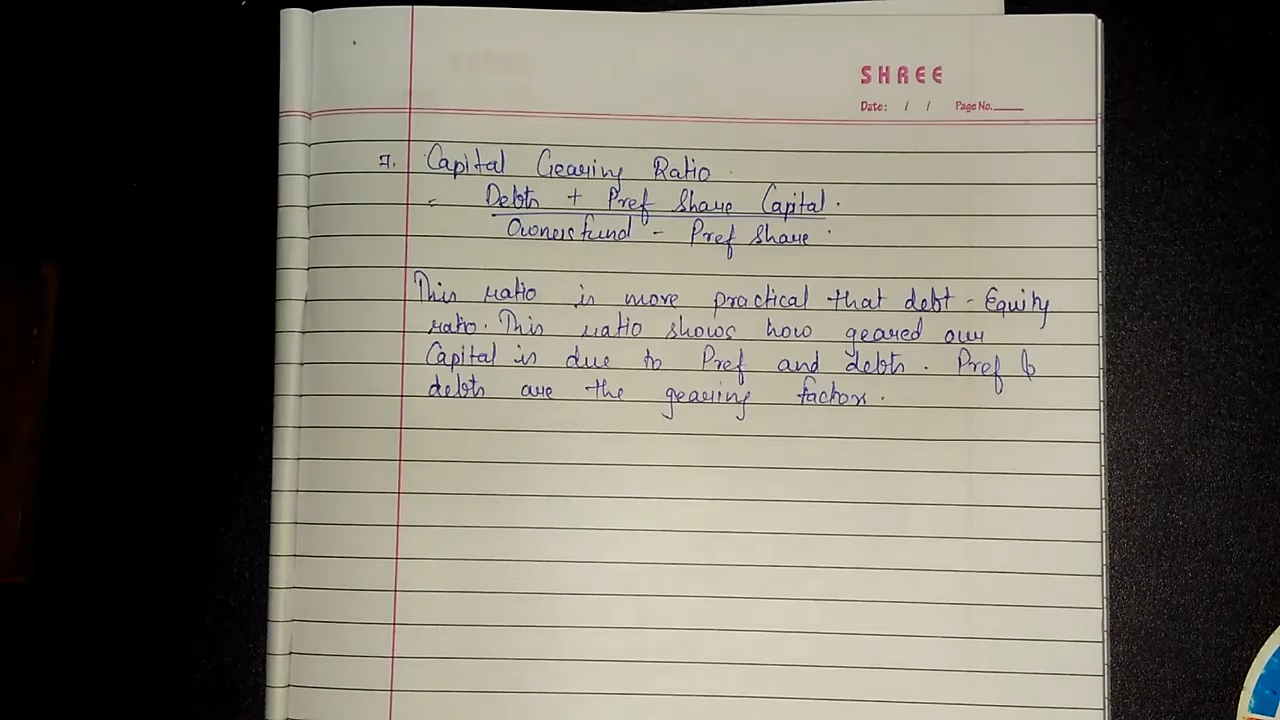 SHREE
Date: / / Page No.
7. Capital Gearing Ratio
= Debts + Pref Share Capital.
Owners fund - Pref Share
This ratio is more practical that debt - Equity
ratio. This ratio shows how geared our
Capital is due to Pref and debts. Pref &
debts are the gearing factors.